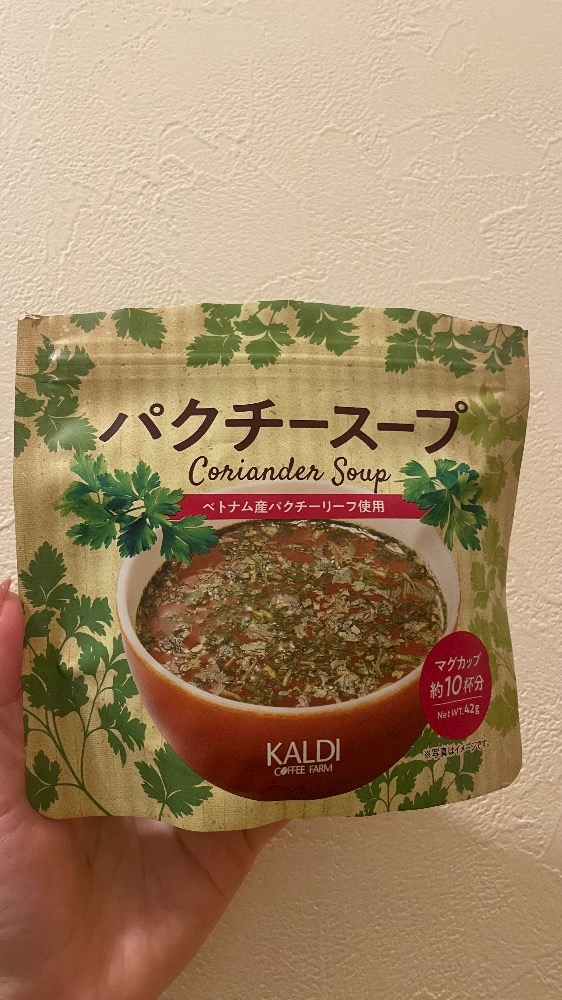 パクチースープ
Coriander Soup
ベトナム産パクチーリーフ使用
マグカップ
約10杯分
Net WT. 42g
※写真はイメージです。
KALDI
COFFEE FARM